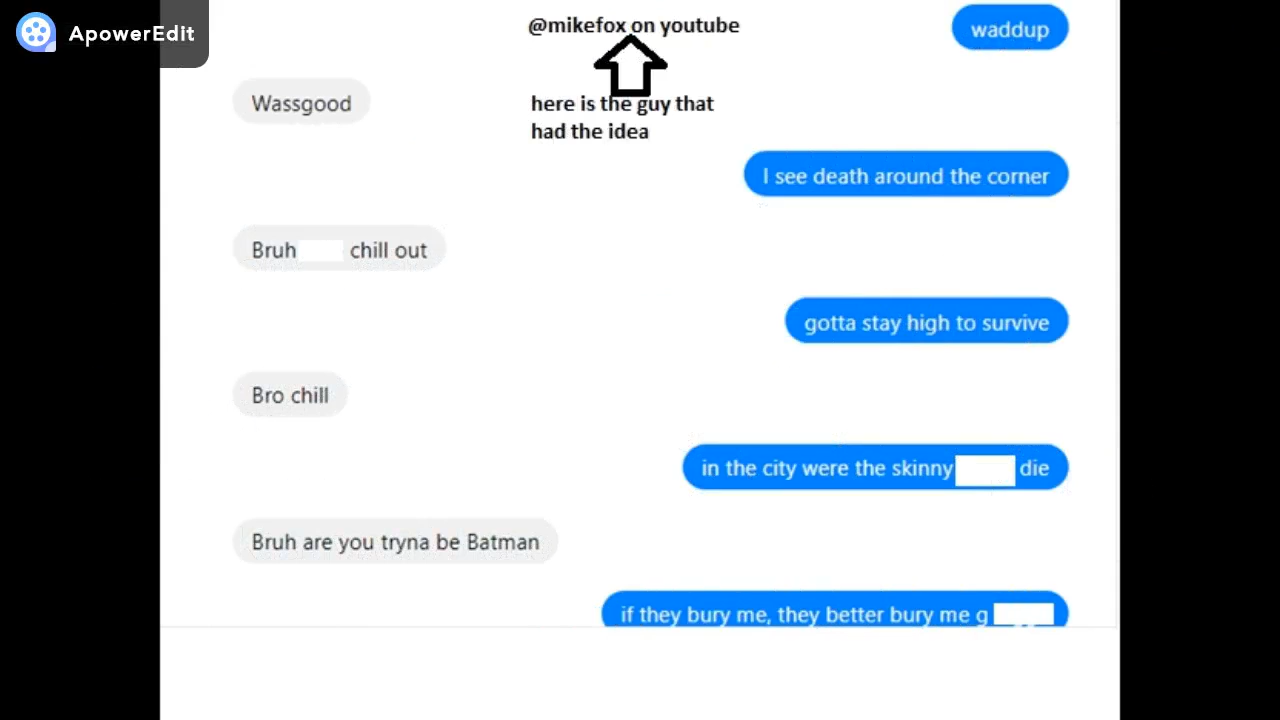 ApowerEdit
@mikefox on youtube
waddup
Wassgood
here is the guy that
had the idea
I see death around the corner
Bruh chill out
gotta stay high to survive
Bro chill
in the city were the skinny die
Bruh are you tryna be Batman
if they bury me, they better bury me g